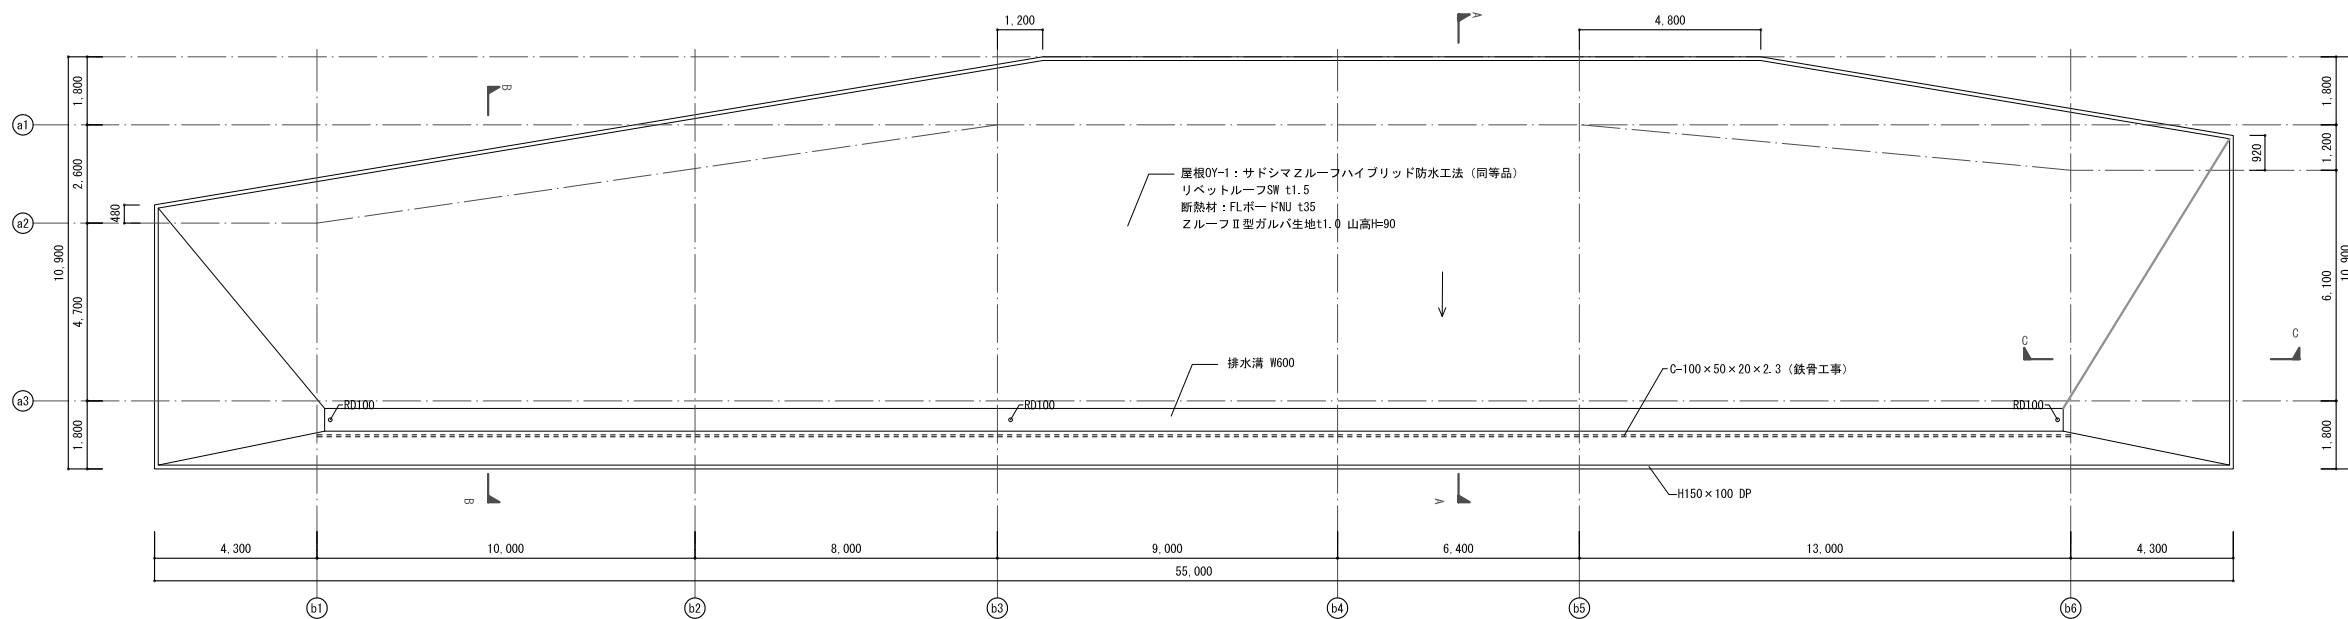 1,200
A
4,800
1,800
B
1,800
a1
2,600
屋根OY-1：サドシマZルーフハイブリッド防水工法（同等品）
リベットルーフSW t1.5
断熱材：FLボードNU t35
ZルーフⅡ型ガルバ生地t1.0 山高H=90
920
1,200
480
a2
10,900
10,900
4,700
6,100
C
C
排水溝 W600
C-100×50×20×2.3（鉄骨工事）
a3
RD100
RD100
RD100
1,800
1,800
B
A
H150×100 DP
4,300
10,000
8,000
9,000
6,400
13,000
4,300
55,000
b1
b2
b3
b4
b5
b6